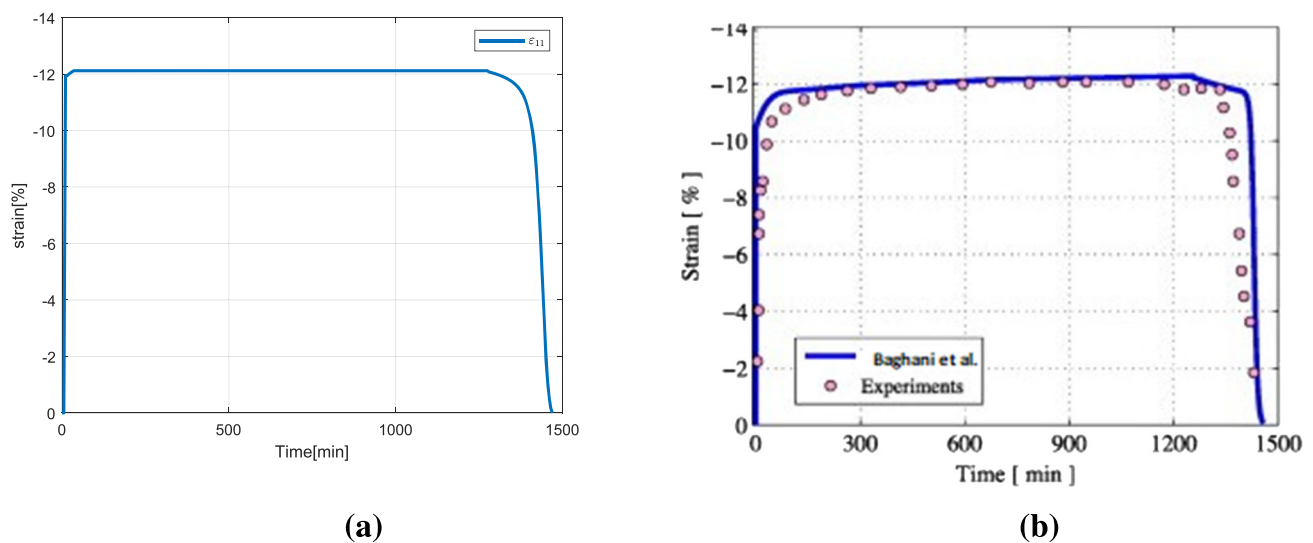 -14
-12
-10
-8
-6
-4
-2
0
strain[%]
0 500 1000 1500
Time[min]
ε11
(a)
−14
−12
−10
−8
−6
−4
−2
0
Strain [ % ]
0 300 600 900 1200 1500
Time [ min ]
Baghani et al.
Experiments
(b)